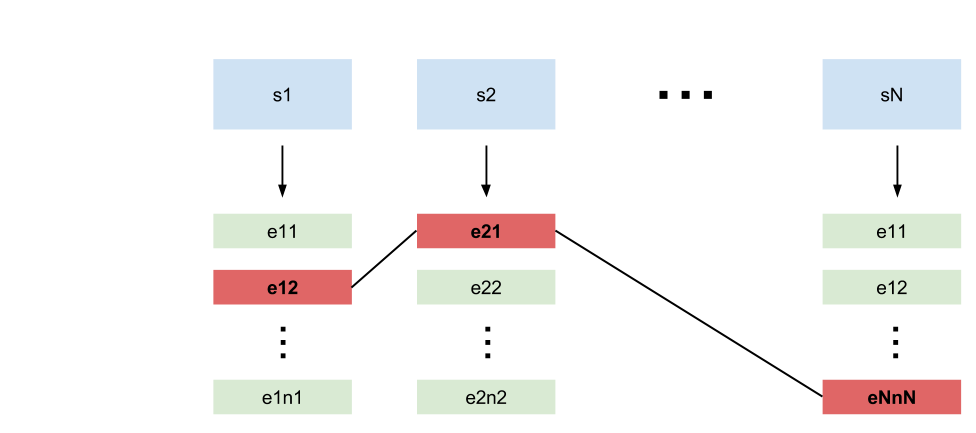 s1 s2 ... sN
e11 e21 e11
e12 e22 e12
e1n1 e2n2 eNnN